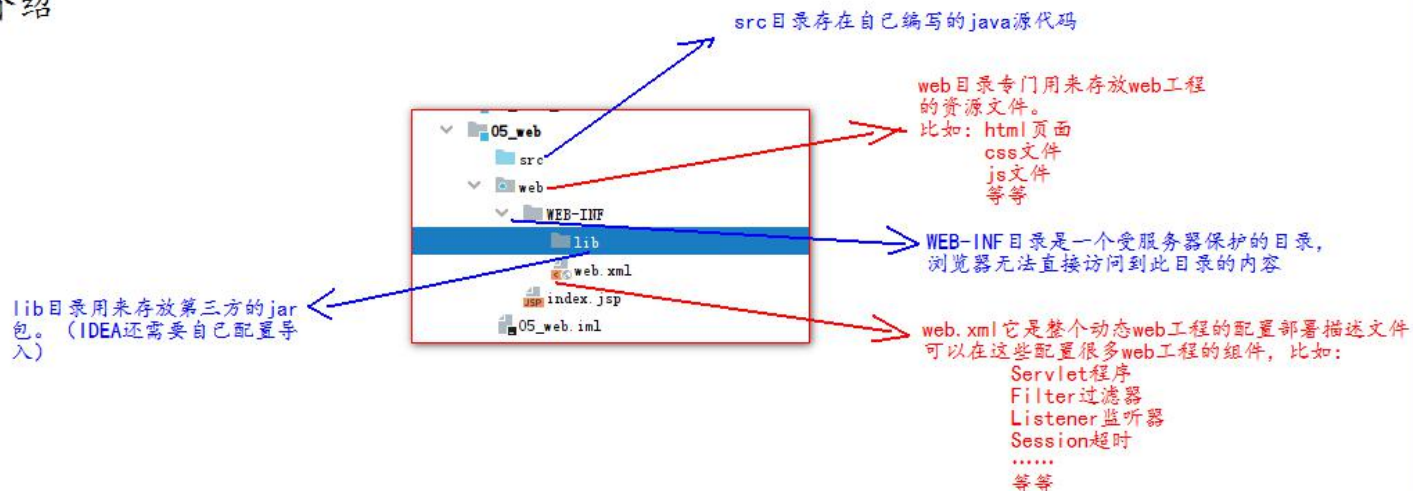 介绍
src目录存在自己编写的java源代码
web目录专门用来存放web工程
的资源文件。
比如: html页面
css文件
js文件
等等
05_web
src
web
WEB-INF
lib
web.xml
index.jsp
05_web.iml
WEB-INF目录是一个受服务器保护的目录,
浏览器无法直接访问到此目录的内容
lib目录用来存放第三方的jar
包。（IDEA还需要自己配置导
入）
web.xml它是整个动态web工程的配置部署描述文件
可以在这些配置很多web工程的组件, 比如:
Servlet程序
Filter过滤器
Listener监听器
Session超时
......
等等